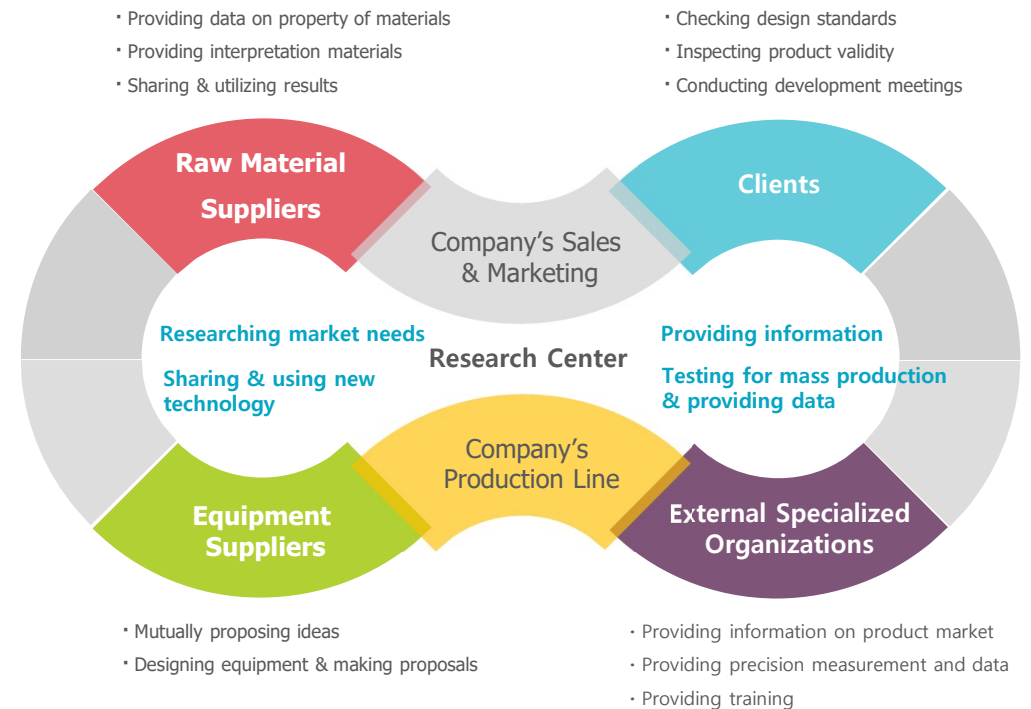 · Providing data on property of materials
· Providing interpretation materials
· Sharing & utilizing results
· Checking design standards
· Inspecting product validity
· Conducting development meetings
Raw Material
Suppliers
Clients
Company’s Sales
& Marketing
Researching market needs
Sharing & using new
technology
Research Center
Providing information
Testing for mass production
& providing data
Company’s
Production Line
Equipment
Suppliers
External Specialized
Organizations
· Mutually proposing ideas
· Designing equipment & making proposals
· Providing information on product market
· Providing precision measurement and data
· Providing training